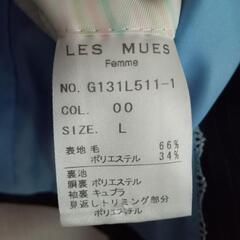 LES MUES
Femme
NO. G131L511-1
COL. 00
SIZE. L
表地 毛 66%
ポリエステル 34%
裏地
胴裏 ポリエステル
袖裏 キュプラ
見返しトリミング部分
ポリエステル